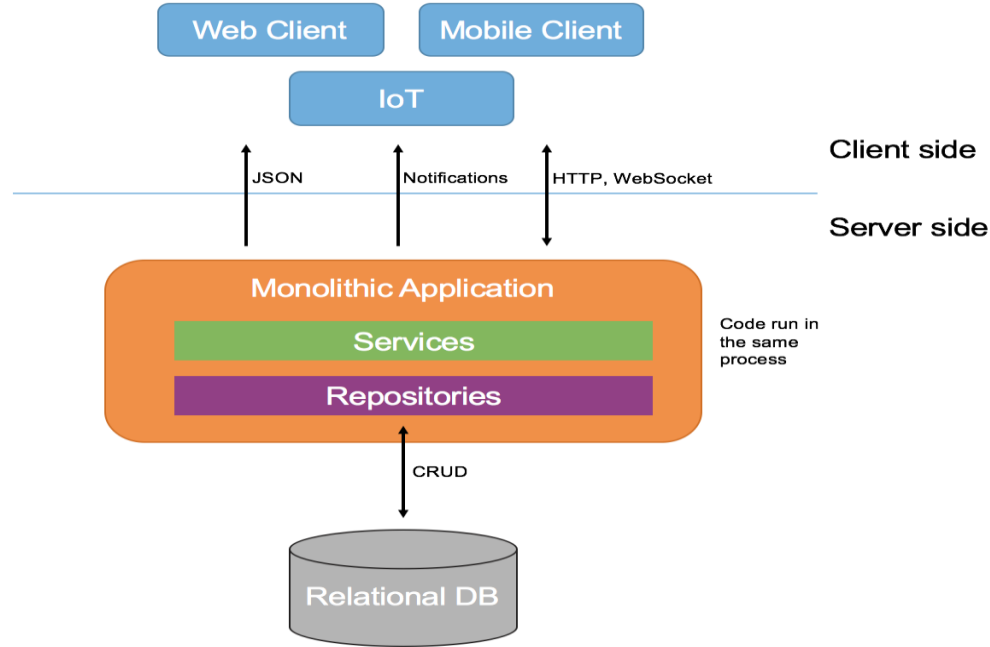 Web Client
Mobile Client
IoT
Client side
JSON
Notifications
HTTP, WebSocket
Server side
Monolithic Application
Services
Repositories
Code run in
the same
process
CRUD
Relational DB